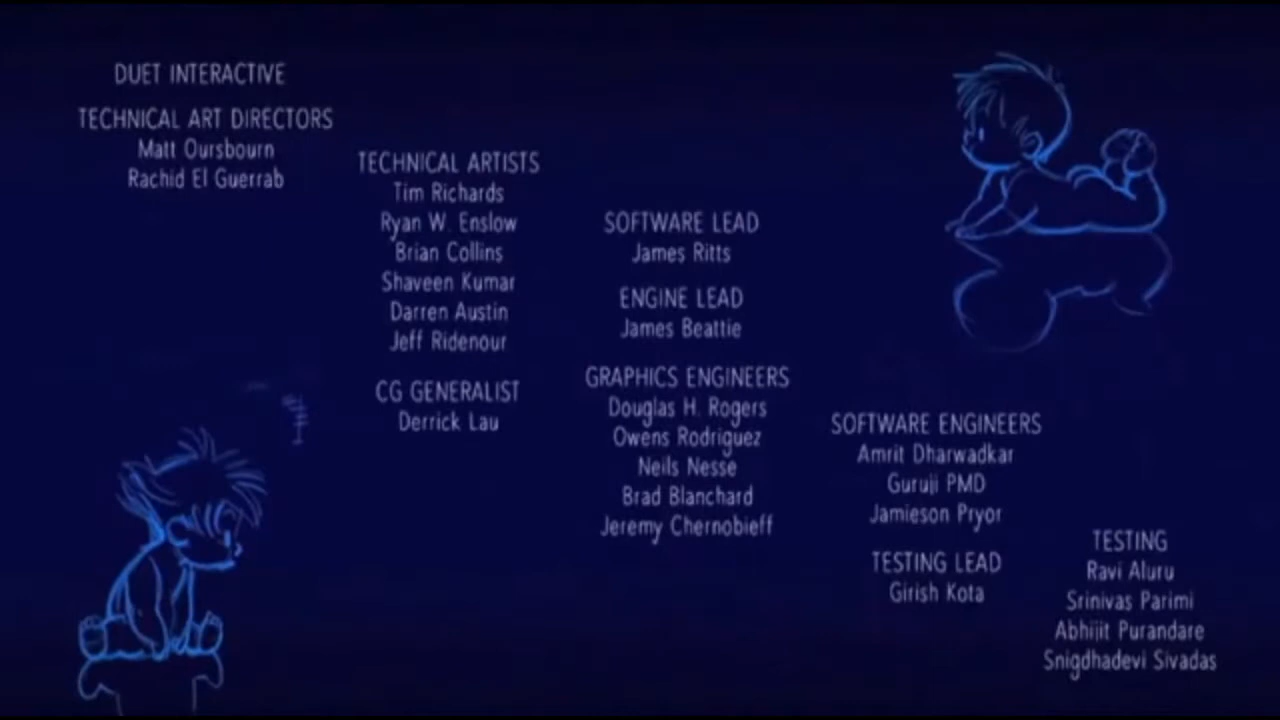 DUET INTERACTIVE
TECHNICAL ART DIRECTORS
Matt Oursbourn
Rachid El Guerrab
TECHNICAL ARTISTS
Tim Richards
Ryan W. Enslow
Brian Collins
Shaveen Kumar
Darren Austin
Jeff Ridenour
CG GENERALIST
Derrick Lau
SOFTWARE LEAD
James Ritts
ENGINE LEAD
James Beattie
GRAPHICS ENGINEERS
Douglas H. Rogers
Owens Rodriguez
Neils Nesse
Brad Blanchard
Jeremy Chernobieff
SOFTWARE ENGINEERS
Amrit Dharwadkar
Guruji PMD
Jamieson Pryor
TESTING LEAD
Girish Kota
TESTING
Ravi Aluru
Srinivas Parimi
Abhijit Purandare
Snigdhadevi Sivadas